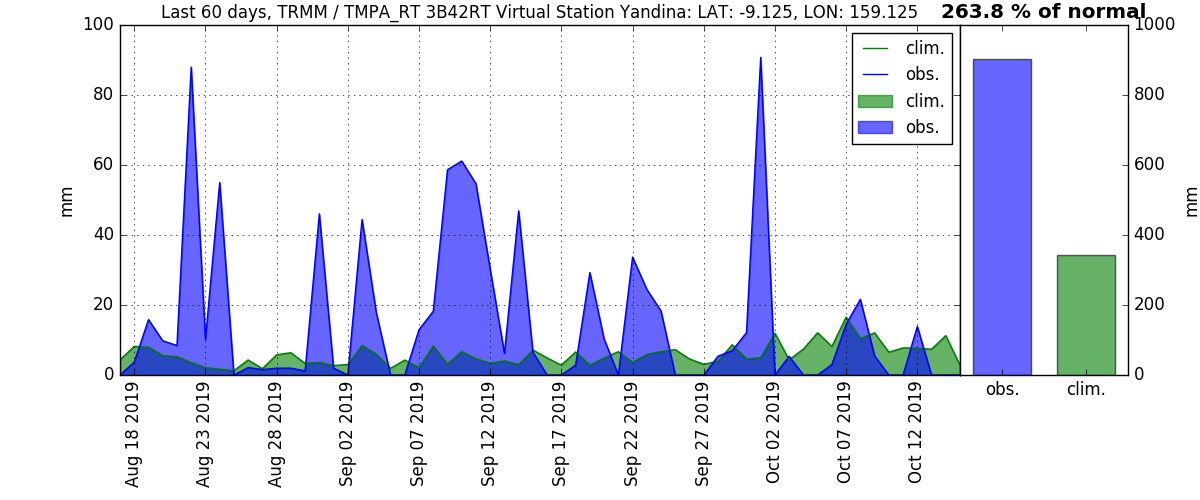 Last 60 days, TRMM / TMPA_RT 3B42RT Virtual Station Yandina: LAT: -9.125, LON: 159.125
263.8 % of normal
100
80
60
40
20
0
mm
clim.
obs.
clim.
obs.
1000
800
600
400
200
0
mm
obs.
clim.
Aug 18 2019
Aug 23 2019
Aug 28 2019
Sep 02 2019
Sep 07 2019
Sep 12 2019
Sep 17 2019
Sep 22 2019
Sep 27 2019
Oct 02 2019
Oct 07 2019
Oct 12 2019